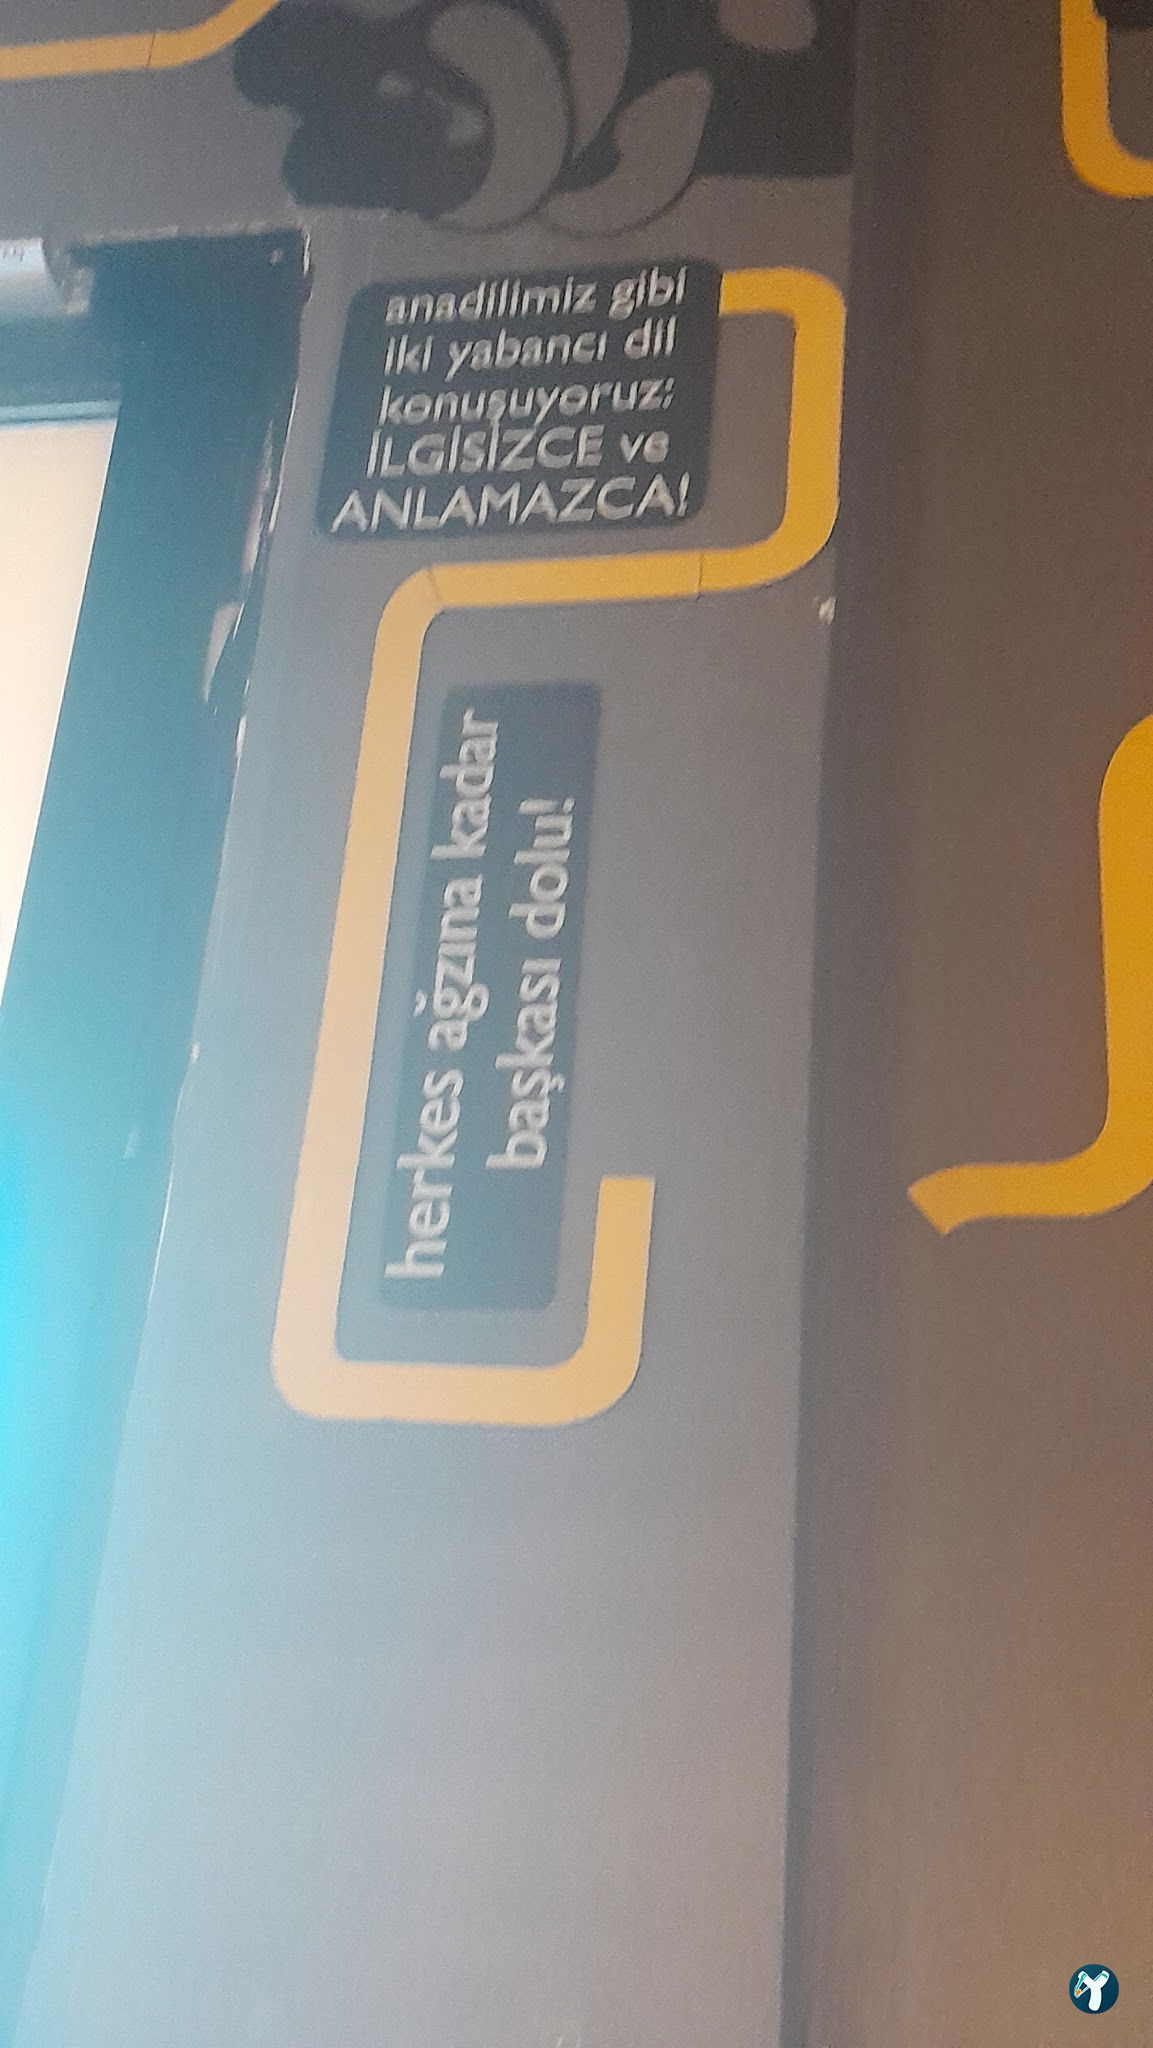 anadilimiz gibi
iki yabancı dil
konuşuyoruz:
İLGİSİZCE ve
ANLAMAZCA!
herkes ağzına kadar
başkası dolu!